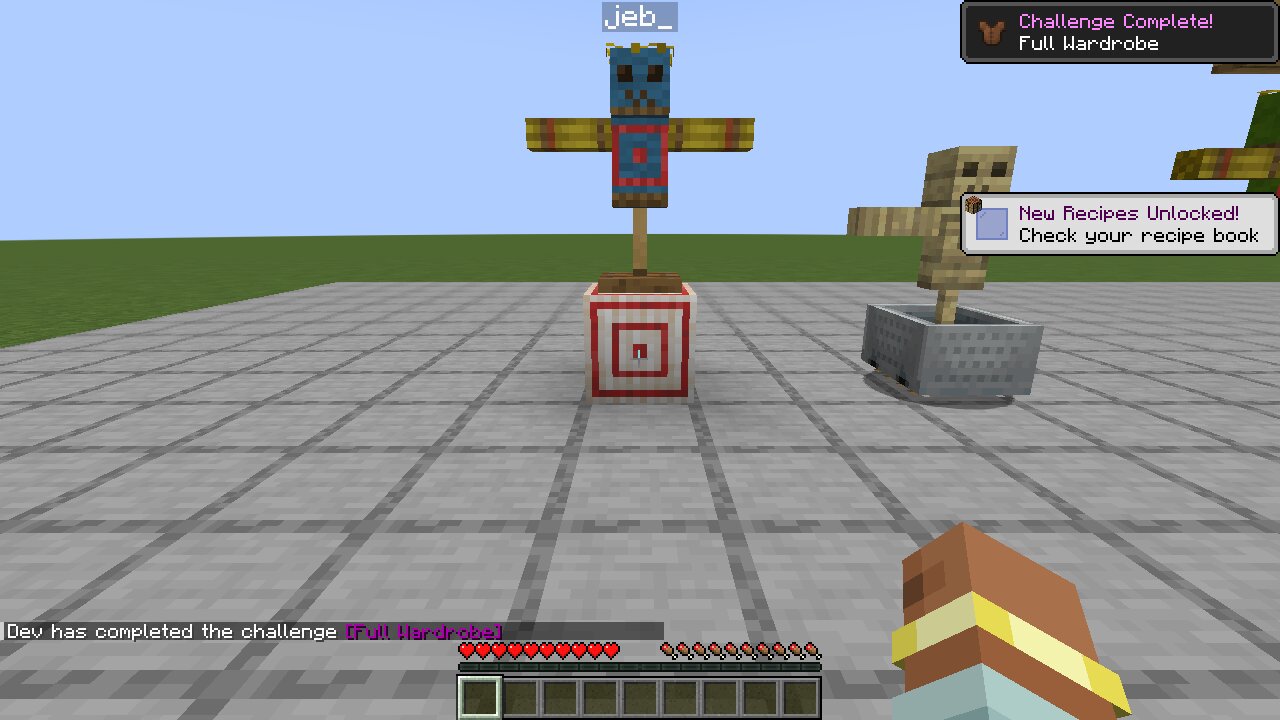 jeb_
Challenge Complete!
Full Wardrobe
New Recipes Unlocked!
Check your recipe book
Dev has completed the challenge [Full Wardrobe]